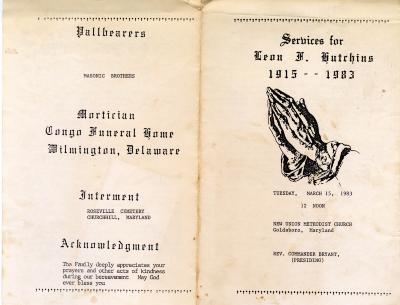 Pallbearers
MASONIC BROTHERS
Mortician
Congo Funeral Home
Wilmington, Delaware
Interment
ROSEVILLE CEMETERY
CHURCHHILL, MARYLAND
Acknowledgment
The Family deeply appreciates your
prayers and other acts of kindness
during our bereavement May God
ever bless you
Services for
Leon F. Hutchins
1915 -- 1983
TUESDAY, MARCH 15, 1983
12 NOON
NEW UNION METHODIST CHURCH
Goldsboro, Maryland
REV. COMMANDER BRYANT,
(PRESIDING)